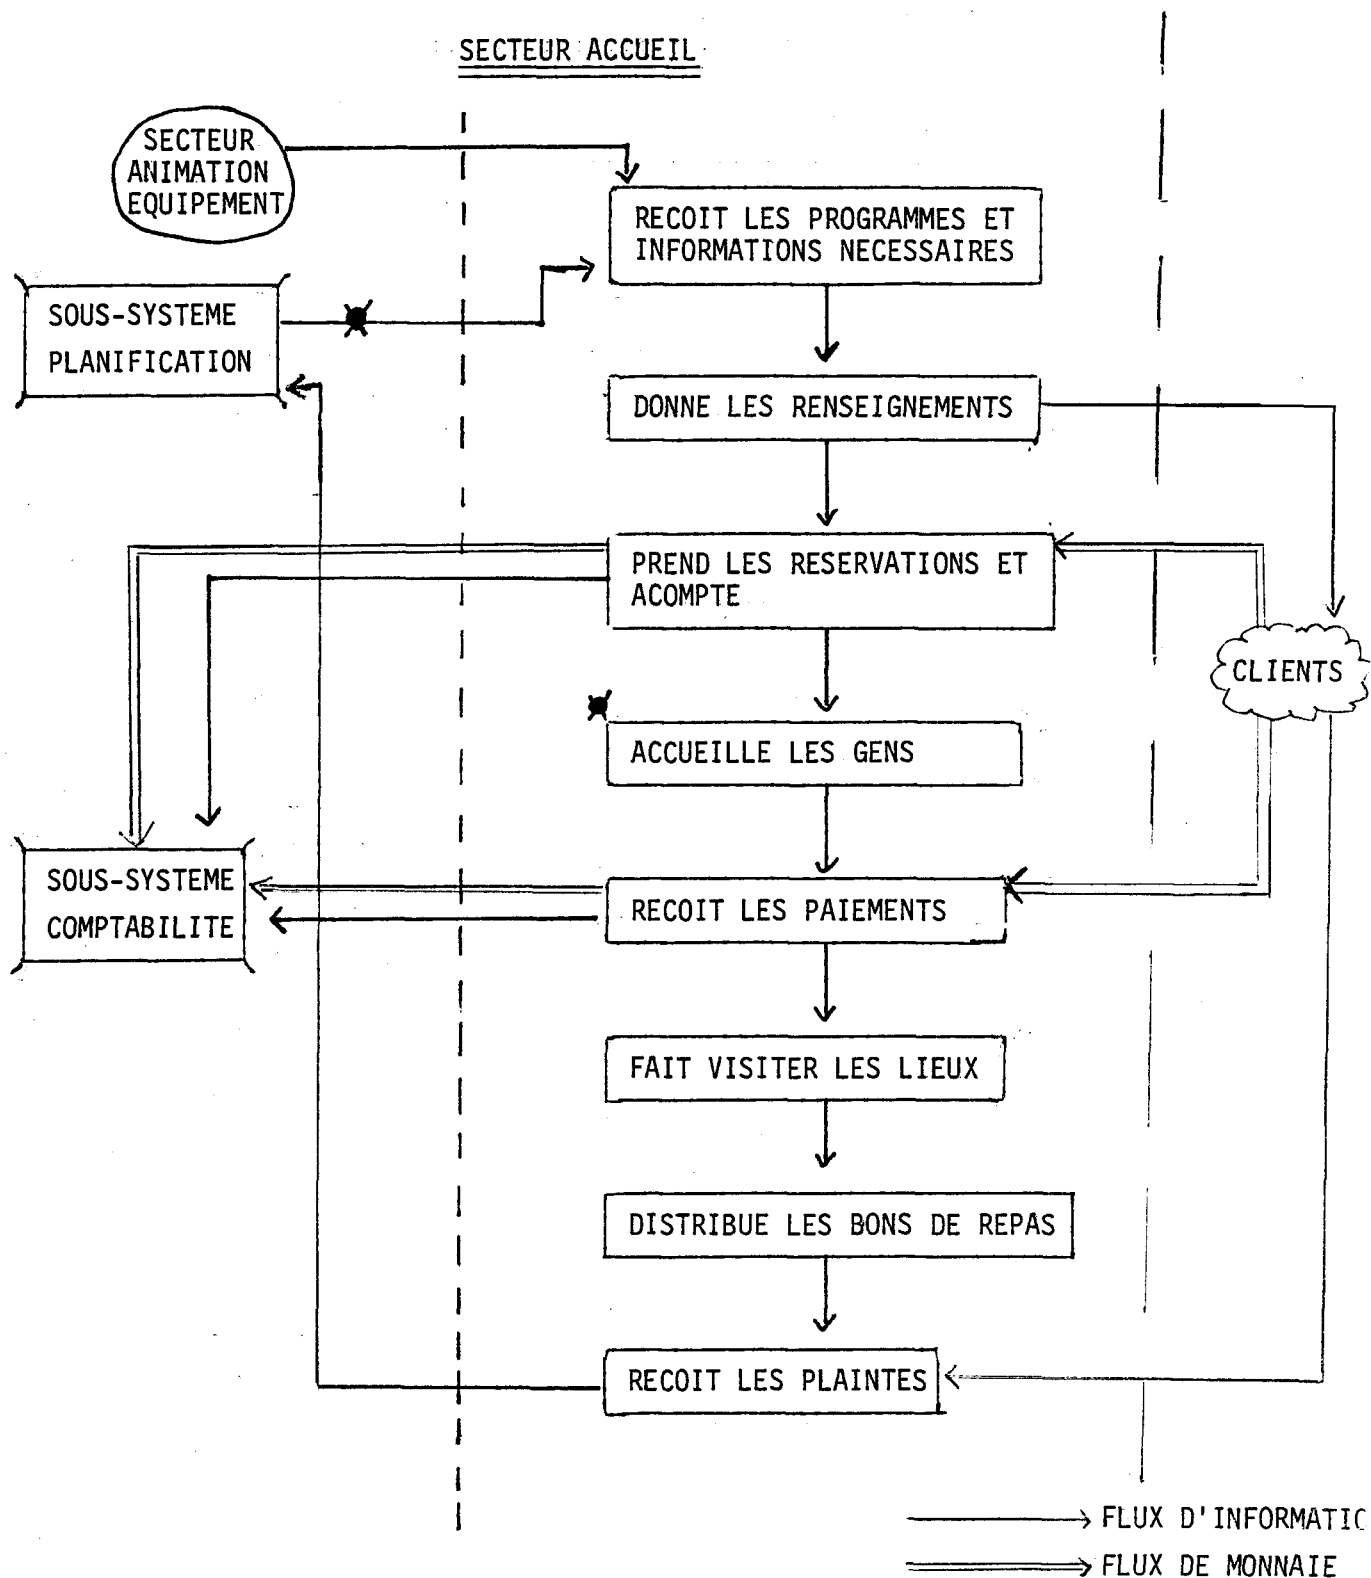 SECTEUR ACCUEIL
SECTEUR
ANIMATION
EQUIPEMENT
RECOIT LES PROGRAMMES ET
INFORMATIONS NECESSAIRES
SOUS-SYSTEME
PLANIFICATION
DONNE LES RENSEIGNEMENTS
PREND LES RESERVATIONS ET
ACOMPTE
CLIENTS
ACCUEILLE LES GENS
SOUS-SYSTEME
COMPTABILITE
RECOIT LES PAIEMENTS
FAIT VISITER LES LIEUX
DISTRIBUE LES BONS DE REPAS
RECOIT LES PLAINTES
FLUX D'INFORMATIC
FLUX DE MONNAIE